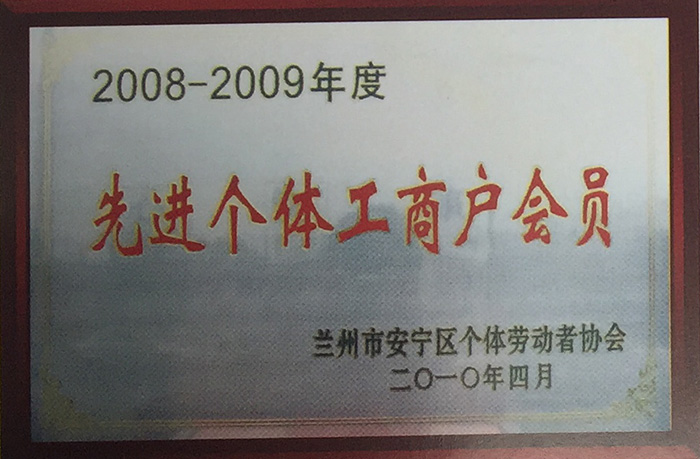 2008-2009年度
先进个体工商户会员
兰州市安宁区个体劳动者协会
二〇一〇年四月